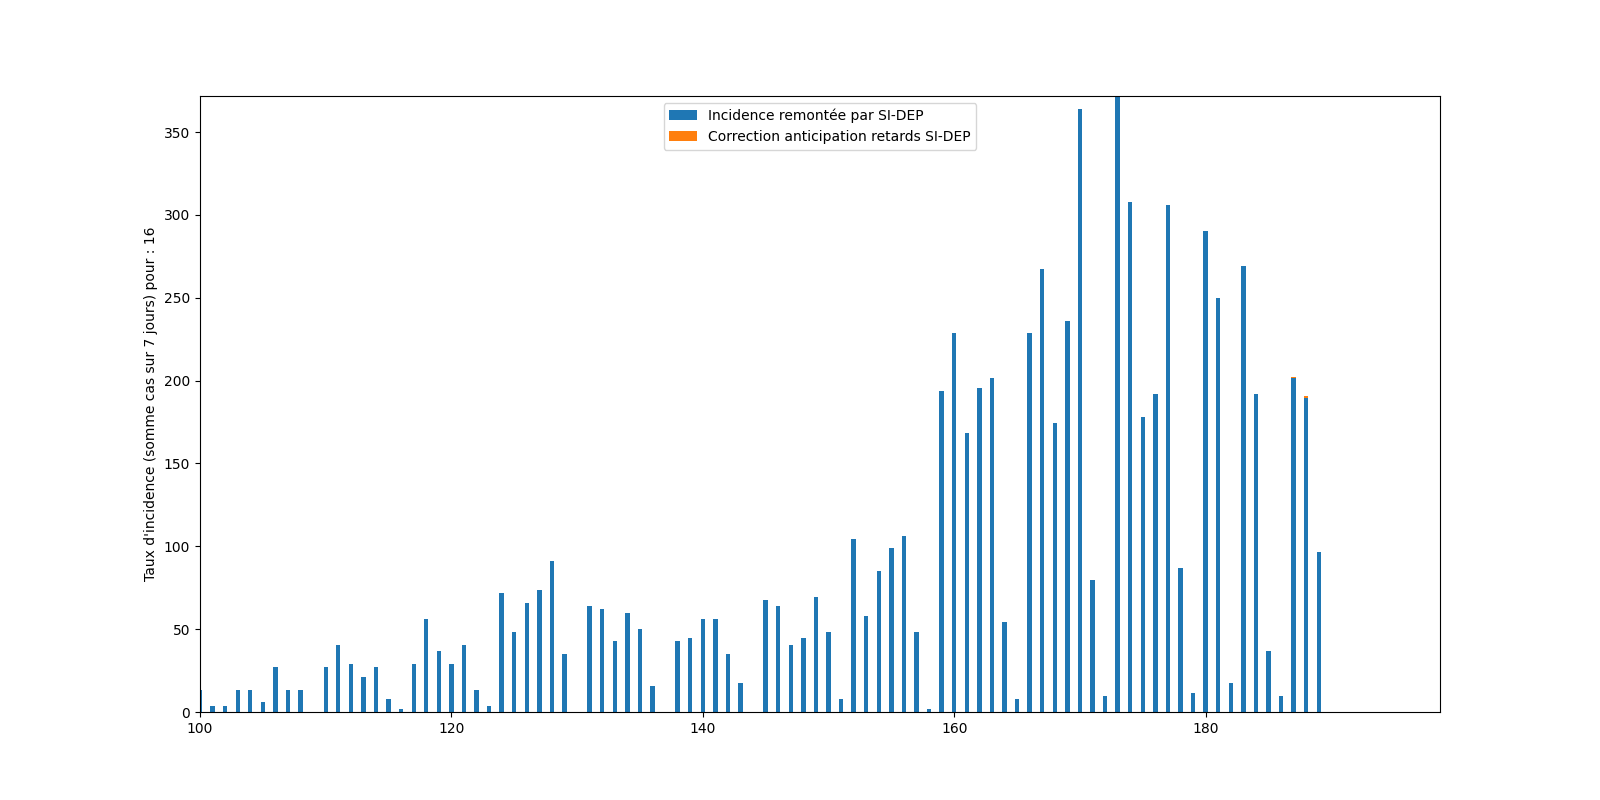 Incidence remontée par SI-DEP
Correction anticipation retards SI-DEP
Taux d'incidence (somme cas sur 7 jours) pour : 16
350
300
250
200
150
100
50
0
100 120 140 160 180